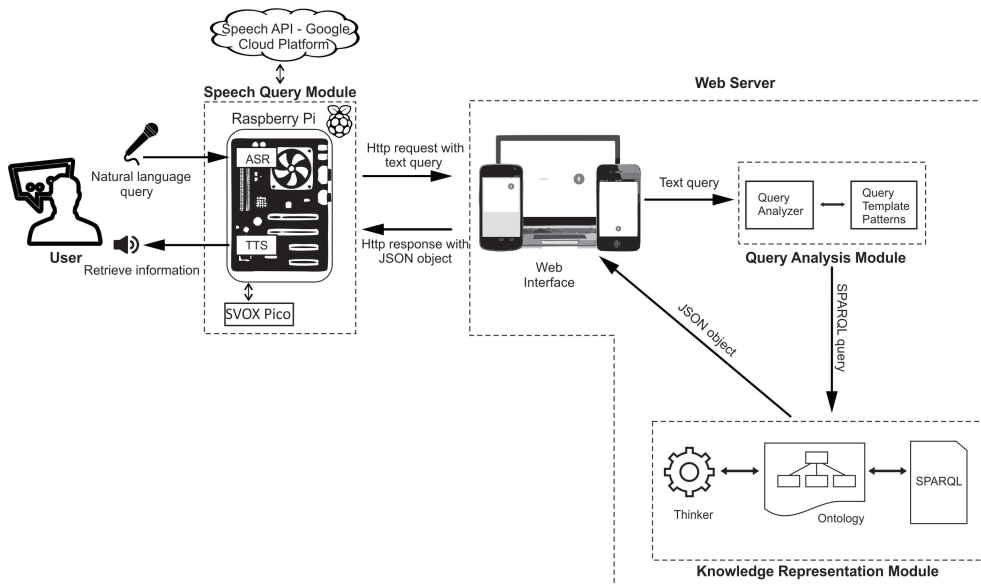 Speech API - Google
Cloud Platform
Speech Query Module
Raspberry Pi
ASR
Natural language
query
TTS
User
Retrieve information
SVOX Pico
Http request with
text query
Http response with
JSON object
Web Server
Web
Interface
Text query
Query
Analyzer
Query
Template
Patterns
Query Analysis Module
SPARQL query
JSON object
Thinker
Ontology
SPARQL
Knowledge Representation Module